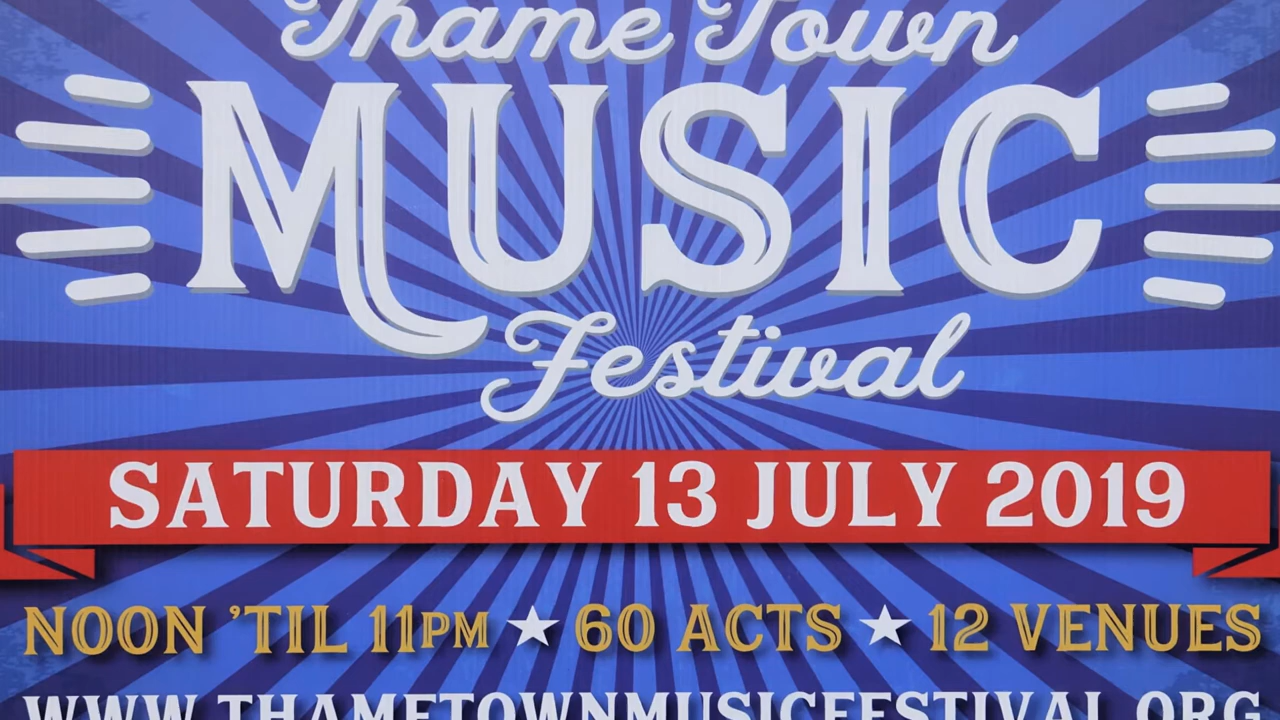 Thame Town
MUSIC
Festival
SATURDAY 13 JULY 2019
NOON 'TIL 11PM ★ 60 ACTS ★ 12 VENUES
WWW.THAMETOWNMUSICFESTIVAL.ORG